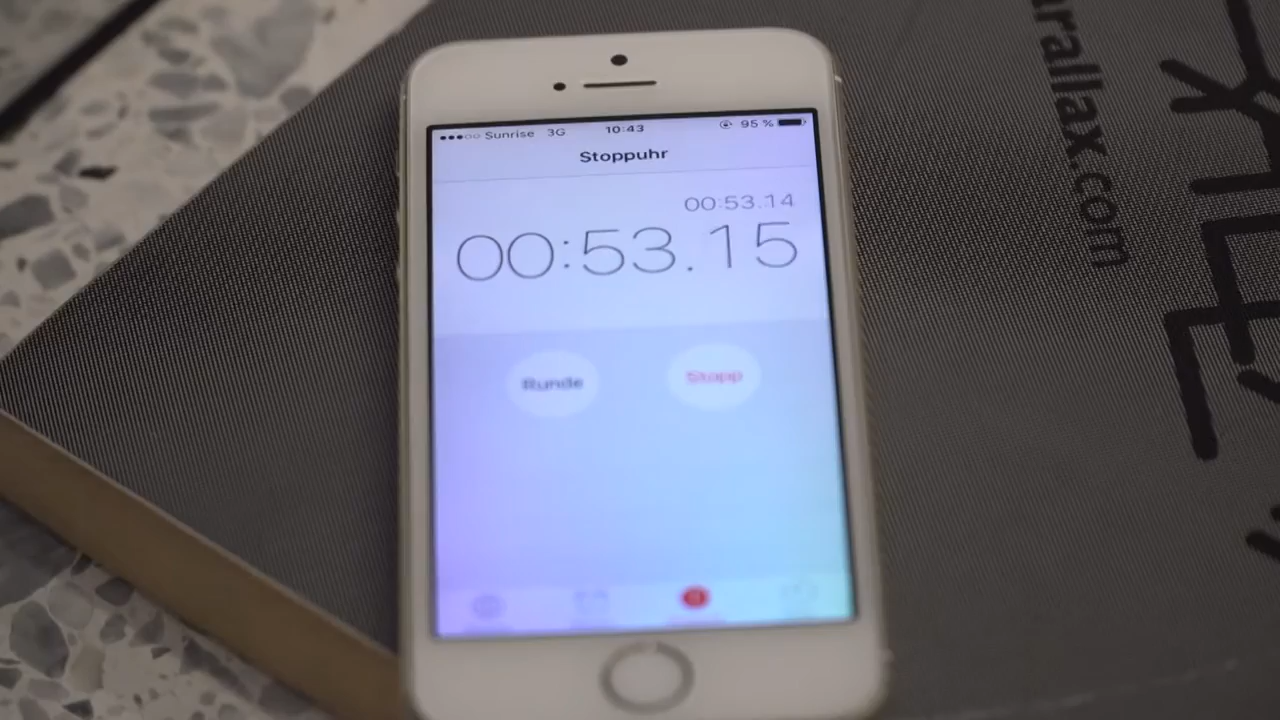 Sunrise 3G 10:43 95 %
Stoppuhr
00:53.14
00:53.15
Runde Stopp
arallax.com